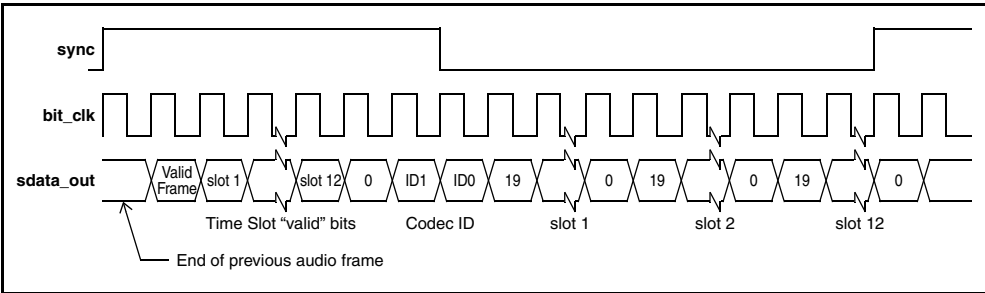 sync
bit_clk
sdata_out
Valid
Frame
slot 1
slot 12
0
ID1
ID0
19
0
19
0
19
0
Time Slot “valid” bits
Codec ID
slot 1
slot 2
slot 12
End of previous audio frame